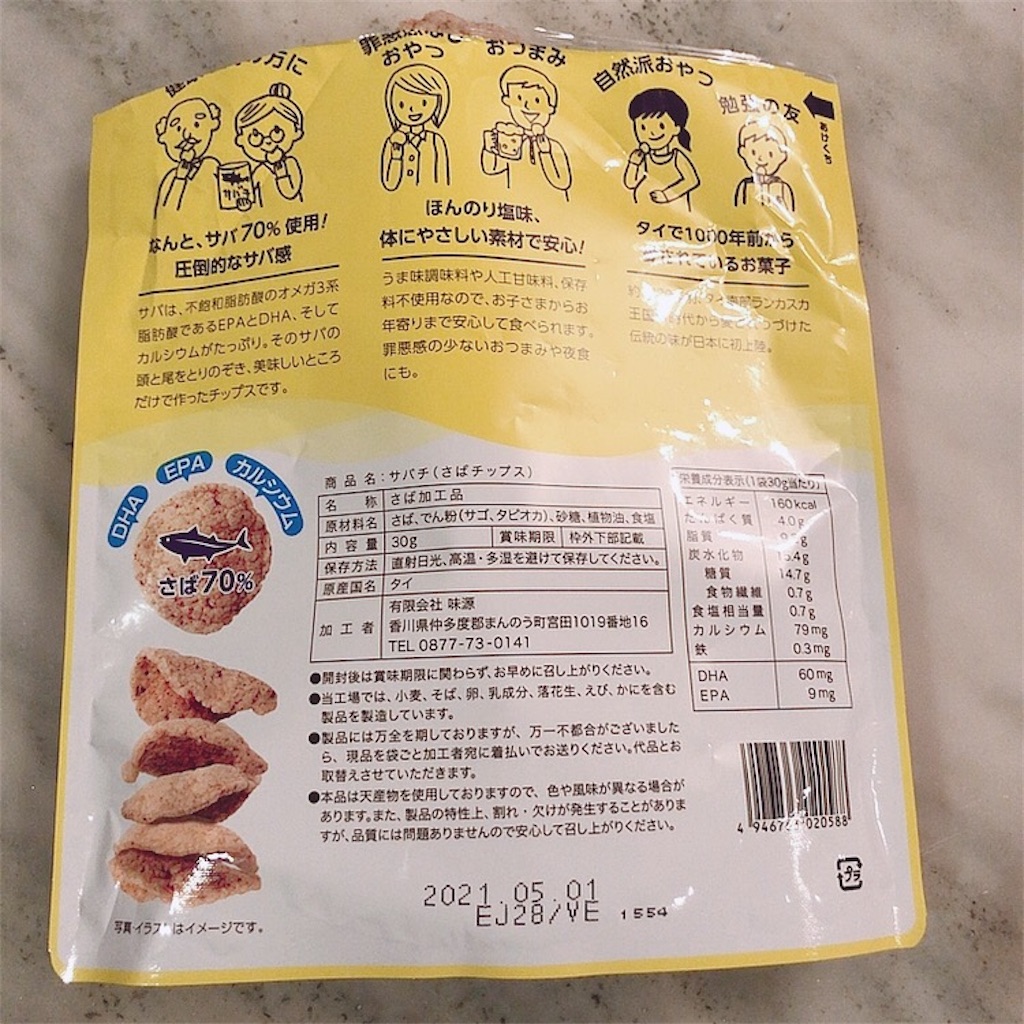 おやつ
おつまみ
自然派おやつ
勉強の友
あけくち
なんと、サバ70%使用!
圧倒的なサバ感
サバは、不飽和脂肪酸のオメガ3系
脂肪酸であるEPAとDHA、そして
カルシウムがたっぷり。そのサバの
頭と尾をとりのぞき、美味しいところ
だけで作ったチップスです。
ほんのり塩味、
体にやさしい素材で安心!
うま味調味料や人工甘味料、保存
料不使用なので、お子さまからお
年寄りまで安心して食べられます。
罪悪感の少ないおつまみや夜食
にも。
タイで1000年前から
いるお菓子
ランカスカ
王国
伝統の味が日本に初上陸。
DHA
EPA
カルシウム
さば70%
写真・イラストはイメージです。
商品名:サバチ(さばチップス)
名称 さば加工品
原材料名 さば、でん粉(サゴ、タピオカ)、砂糖、植物油、食塩
内容量 30g 賞味期限 枠外下部記載
保存方法 直射日光、高温・多湿を避けて保存してください。
原産国名 タイ
加工者 有限会社 味源
香川県仲多度郡まんのう町宮田1019番地16
TEL 0877-73-0141
●開封後は賞味期限に関わらず、お早めに召し上がりください。
●当工場では、小麦、そば、卵、乳成分、落花生、えび、かにを含む
製品を製造しています。
●製品には万全を期しておりますが、万一不都合がございました
ら、現品を袋ごと加工者宛に着払いでお送りください。代品とお
取替えさせていただきます。
●本品は天産物を使用しておりますので、色や風味が異なる場合が
あります。また、製品の特性上、割れ・欠けが発生することがありま
すが、品質には問題ありませんので安心して召し上がりください。
栄養成分表示(1袋30g当たり)
エネルギー 160kcal
たんぱく質 4.0g
脂質
炭水化物
糖質 14.7g
食物繊維 0.7g
食塩相当量 0.7g
カルシウム 79mg
鉄 0.3mg
DHA 60mg
EPA 9mg
020588
プラ
2021.05.01
EJ28/VE 1554